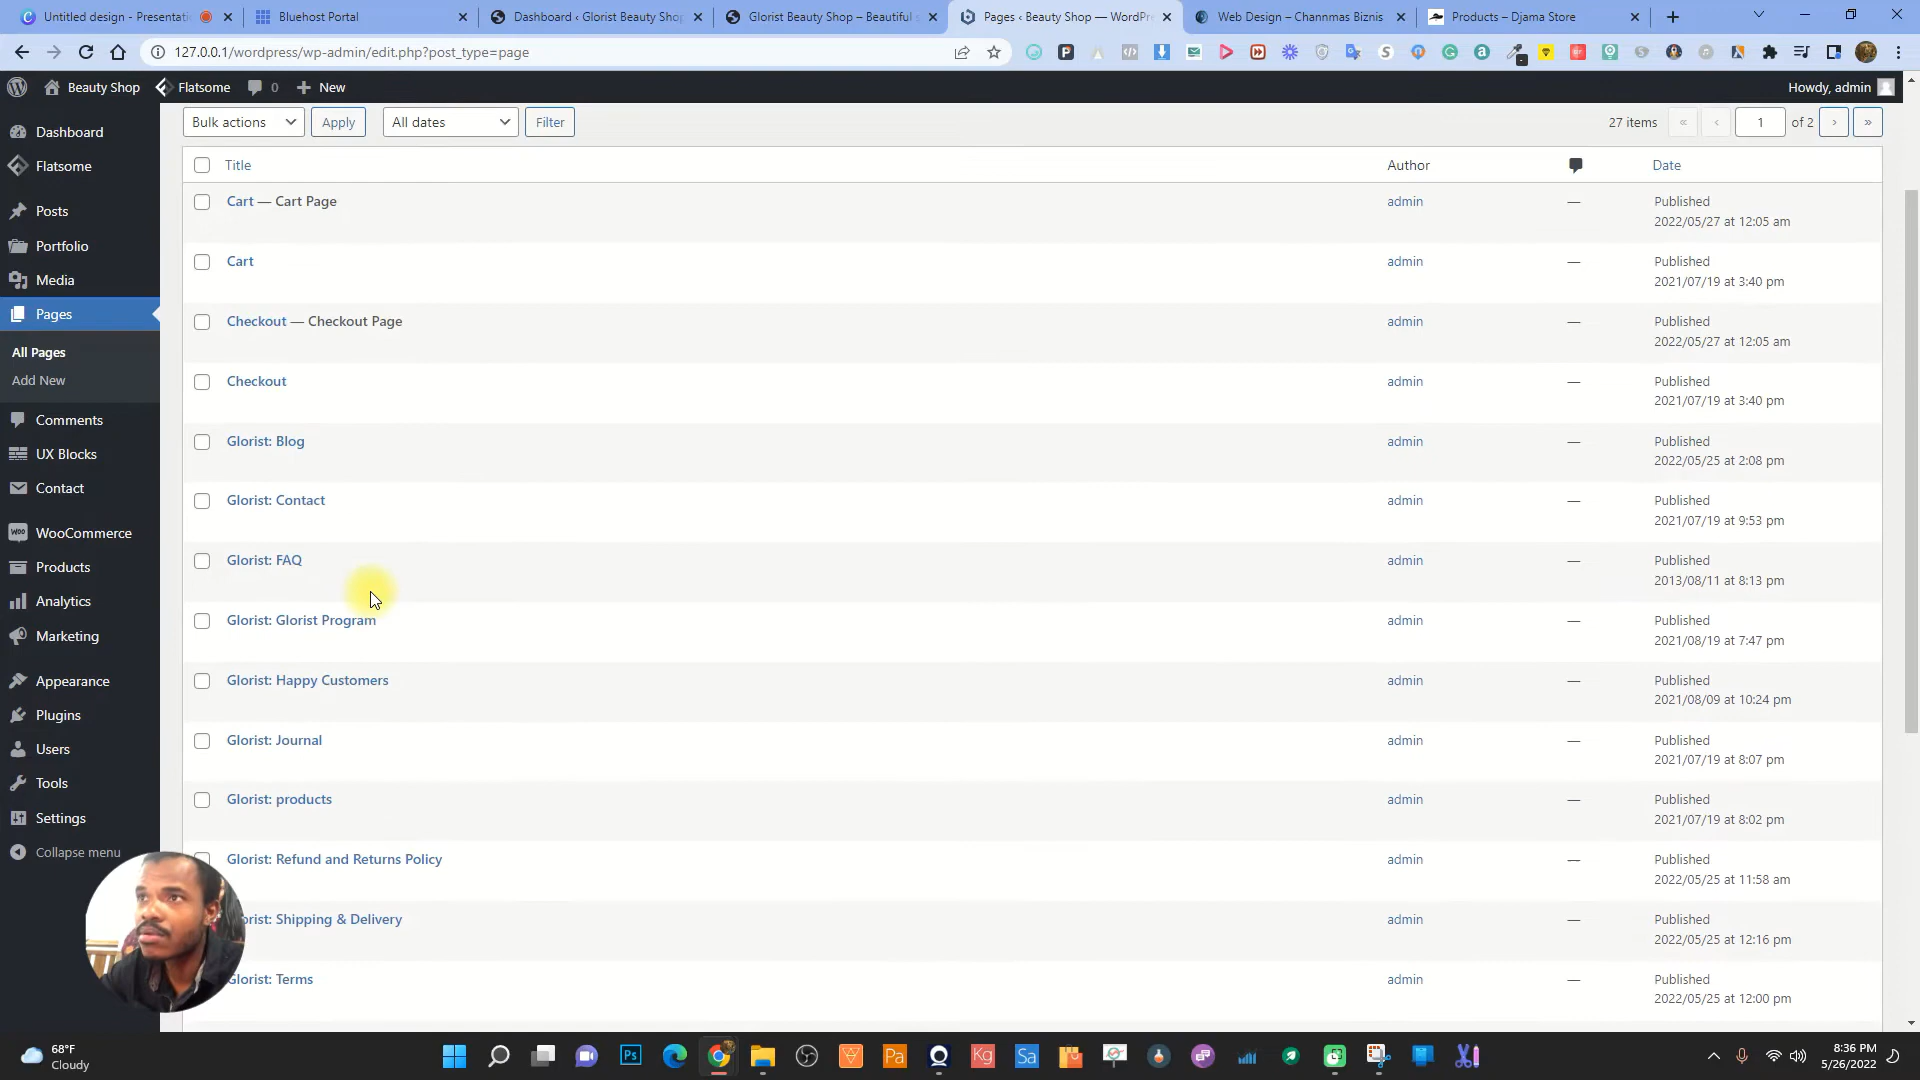 Untitled design - Presentati
Bluehost Portal
Dashboard ‹ Glorist Beauty Shop
Glorist Beauty Shop – Beautiful s
Pages ‹ Beauty Shop — WordPre
Web Design – Channmas Biznis
Products – Djama Store
127.0.0.1/wordpress/wp-admin/edit.php?post_type=page
Beauty Shop
Flatsome
0
New
Howdy, admin
Dashboard
Flatsome
Posts
Portfolio
Media
Pages
All Pages
Add New
Comments
UX Blocks
Contact
WooCommerce
Products
Analytics
Marketing
Appearance
Plugins
Users
Tools
Settings
Collapse menu
Bulk actions
Apply
All dates
Filter
27 items
«
‹
1
of 2
›
»
Title
Author
Date
Cart — Cart Page
admin
—
Published
2022/05/27 at 12:05 am
Cart
admin
—
Published
2021/07/19 at 3:40 pm
Checkout — Checkout Page
admin
—
Published
2022/05/27 at 12:05 am
Checkout
admin
—
Published
2021/07/19 at 3:40 pm
Glorist: Blog
admin
—
Published
2022/05/25 at 2:08 pm
Glorist: Contact
admin
—
Published
2021/07/19 at 9:53 pm
Glorist: FAQ
admin
—
Published
2013/08/11 at 8:13 pm
Glorist: Glorist Program
admin
—
Published
2021/08/19 at 7:47 pm
Glorist: Happy Customers
admin
—
Published
2021/08/09 at 10:24 pm
Glorist: Journal
admin
—
Published
2021/07/19 at 8:07 pm
Glorist: products
admin
—
Published
2021/07/19 at 8:02 pm
Glorist: Refund and Returns Policy
admin
—
Published
2022/05/25 at 11:58 am
orist: Shipping & Delivery
admin
—
Published
2022/05/25 at 12:16 pm
Glorist: Terms
admin
—
Published
2022/05/25 at 12:00 pm
68°F
Cloudy
Ps
Pa
Kg
Sa
8:36 PM
5/26/2022